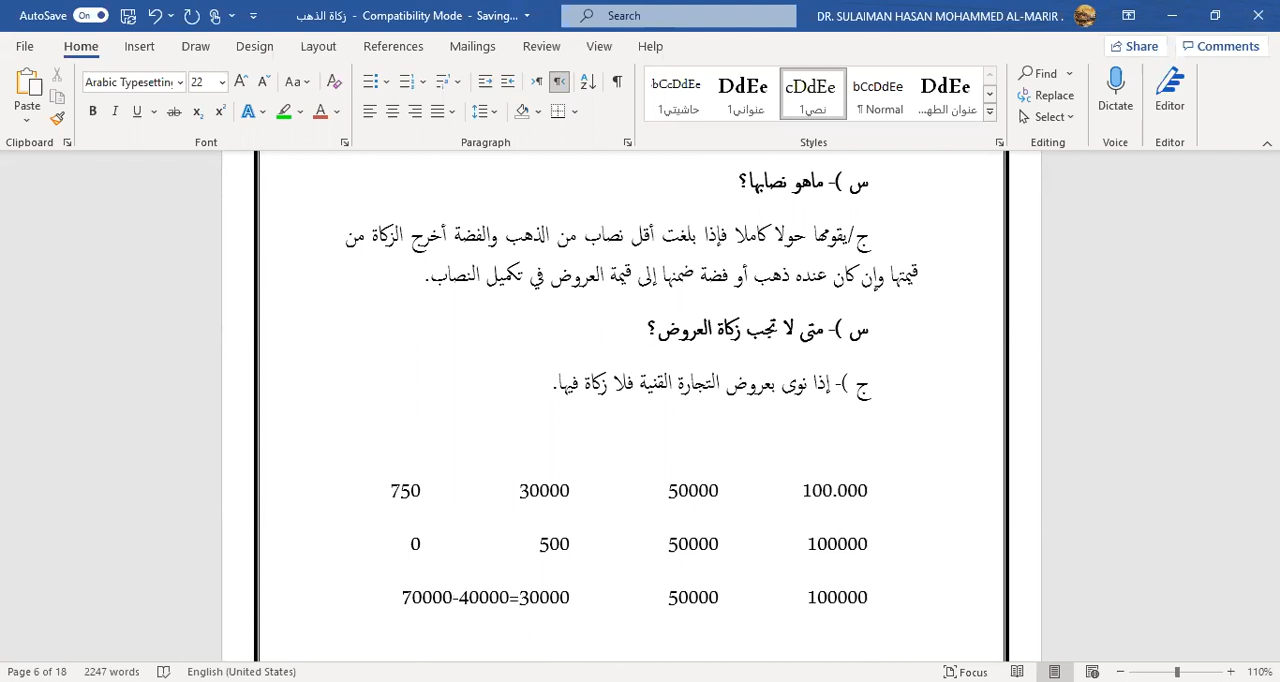 AutoSave On زكاة الذهب - Compatibility Mode - Saving... Search DR. SULAIMAN HASAN MOHAMMED AL-MARIR .
File Home Insert Draw Design Layout References Mailings Review View Help Share Comments
Arabic Typesetting 22 Aa
Paste B I U ab x₂ x² A A
bCcDdEe DdEe cDdEe bCcDdEe DdEe
حاشيتي1 عنواني1 نصي1 ¶ Normal عنوان الطه...
Find Replace Select Dictate Editor
Clipboard Font Paragraph Styles Editing Voice Editor
س )- ماهو نصابها؟
ج/يقومها حولا كاملا فإذا بلغت أقل نصاب من الذهب والفضة أخرج الزكاة من
قيمتها وإن كان عنده ذهب أو فضة ضمنها إلى قيمة العروض في تكميل النصاب.
س )- متى لا تجب زكاة العروض؟
ج )- إذا نوى بعروض التجارة القنية فلا زكاة فيها.
100.000 50000 30000 750
100000 50000 500 0
100000 50000 70000-40000=30000
Page 6 of 18 2247 words English (United States) Focus 110%